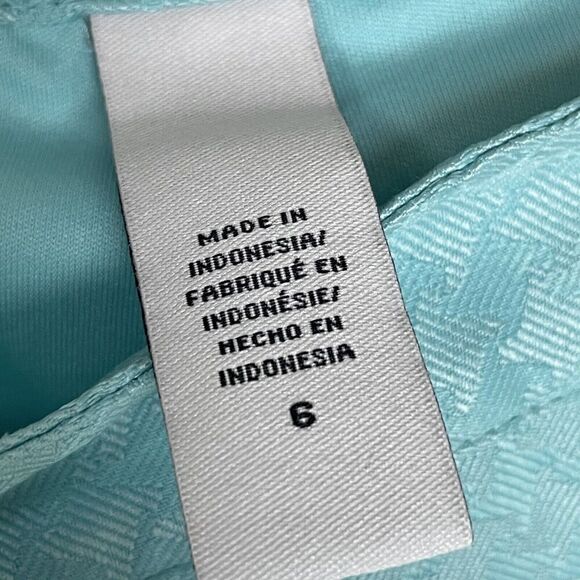 MADE IN
INDONESIA/
FABRIQUÉ EN
INDONÉSIE/
HECHO EN
INDONESIA
6